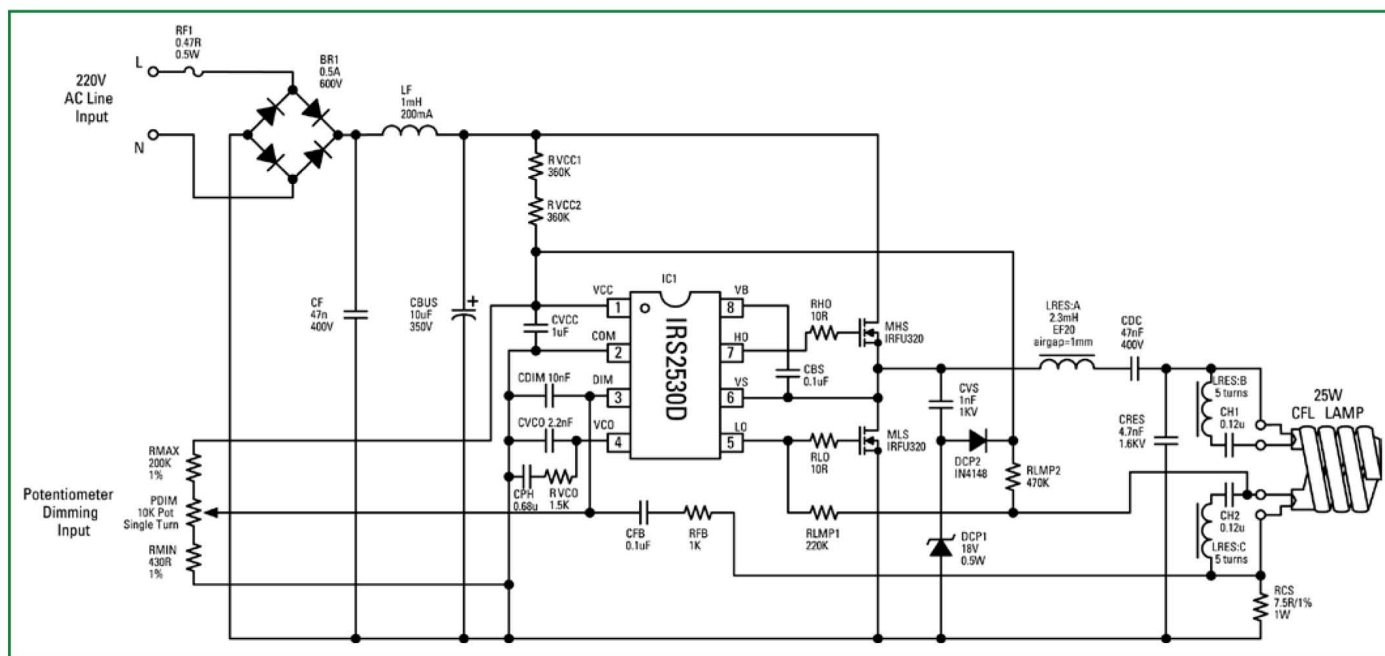 RF1
0.47R
0.5W
L
220V
AC Line
Input
N
BR1
0.5A
600V
LF
1mH
200mA
RVCC1
360K
RVCC2
360K
CF
47n
400V
CBUS
10uF
350V
+
CVCC
1uF
IC1
IRS2530D
VCC
1
COM
2
DIM
3
VCO
4
VB
8
HO
7
VS
6
LO
5
CDIM 10nF
CVCO 2.2nF
CPH
0.68u
RVCO
1.5K
RHO
10R
MHS
IRFU320
CBS
0.1uF
RLO
10R
MLS
IRFU320
CVS
1nF
1KV
DCP2
IN4148
DCP1
18V
0.5W
RLMP1
220K
RLMP2
470K
LRES:A
2.3mH
EF20
airgap=1mm
CDC
47nF
400V
CRES
4.7nF
1.6KV
LRES:B
5 turns
CH1
0.12u
25W
CFL LAMP
CH2
0.12u
LRES:C
5 turns
RCS
7.5R/1%
1W
CFB
0.1uF
RFB
1K
RMAX
200K
1%
Potentiometer
Dimming
Input
PDIM
10K Pot
Single Turn
RMIN
430R
1%